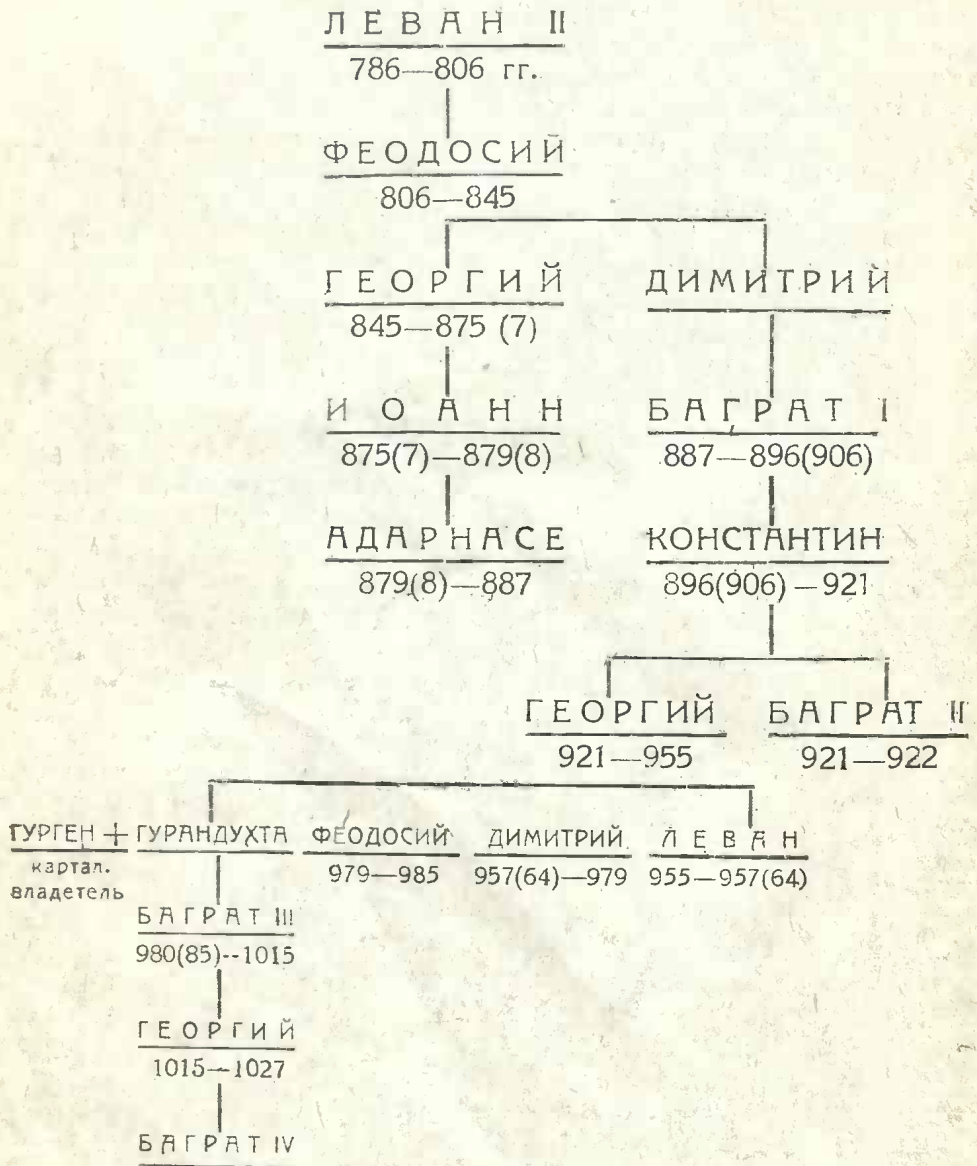 ЛЕВАН II
786—806 гг.
ФЕОДОСИЙ
806—845
ГЕОРГИЙ ДИМИТРИЙ
845—875 (7)
ИОАНН БАГРАТ I
875(7)—879(8) 887—896(906)
АДАРНАСЕ КОНСТАНТИН
879(8)—887 896(906)—921
ГЕОРГИЙ БАГРАТ II
921—955 921—922
ГУРГЕН + ГУРАНДУХТА ФЕОДОСИЙ ДИМИТРИЙ ЛЕВАН
картал. 979—985 957(64)—979 955—957(64)
владетель
БАГРАТ III
980(85)--1015
ГЕОРГИЙ
1015—1027
БАГРАТ IV